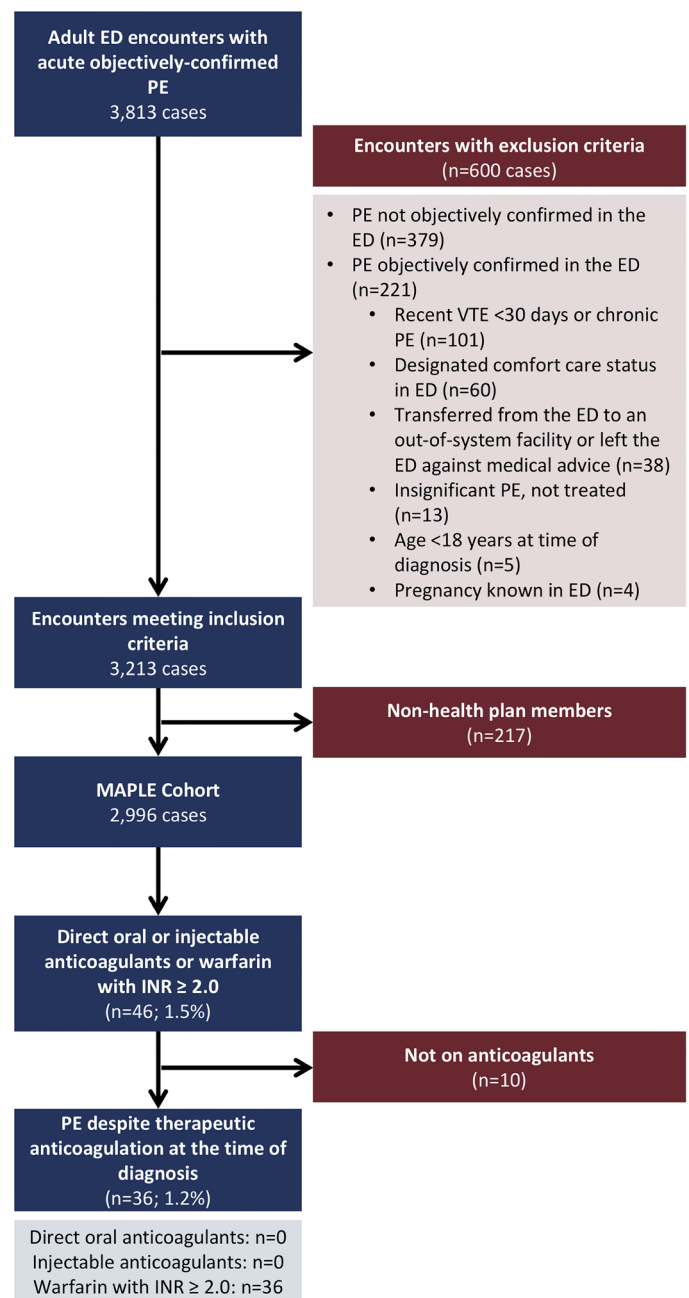 Adult ED encounters with
acute objectively-confirmed
PE
3,813 cases
Encounters with exclusion criteria
(n=600 cases)
• PE not objectively confirmed in the
ED (n=379)
• PE objectively confirmed in the ED
(n=221)
• Recent VTE <30 days or chronic
PE (n=101)
• Designated comfort care status
in ED (n=60)
• Transferred from the ED to an
out-of-system facility or left the
ED against medical advice (n=38)
• Insignificant PE, not treated
(n=13)
• Age <18 years at time of
diagnosis (n=5)
• Pregnancy known in ED (n=4)
Encounters meeting inclusion
criteria
3,213 cases
Non-health plan members
(n=217)
MAPLE Cohort
2,996 cases
Direct oral or injectable
anticoagulants or warfarin
with INR ≥ 2.0
(n=46; 1.5%)
Not on anticoagulants
(n=10)
PE despite therapeutic
anticoagulation at the time of
diagnosis
(n=36; 1.2%)
Direct oral anticoagulants: n=0
Injectable anticoagulants: n=0
Warfarin with INR ≥ 2.0: n=36